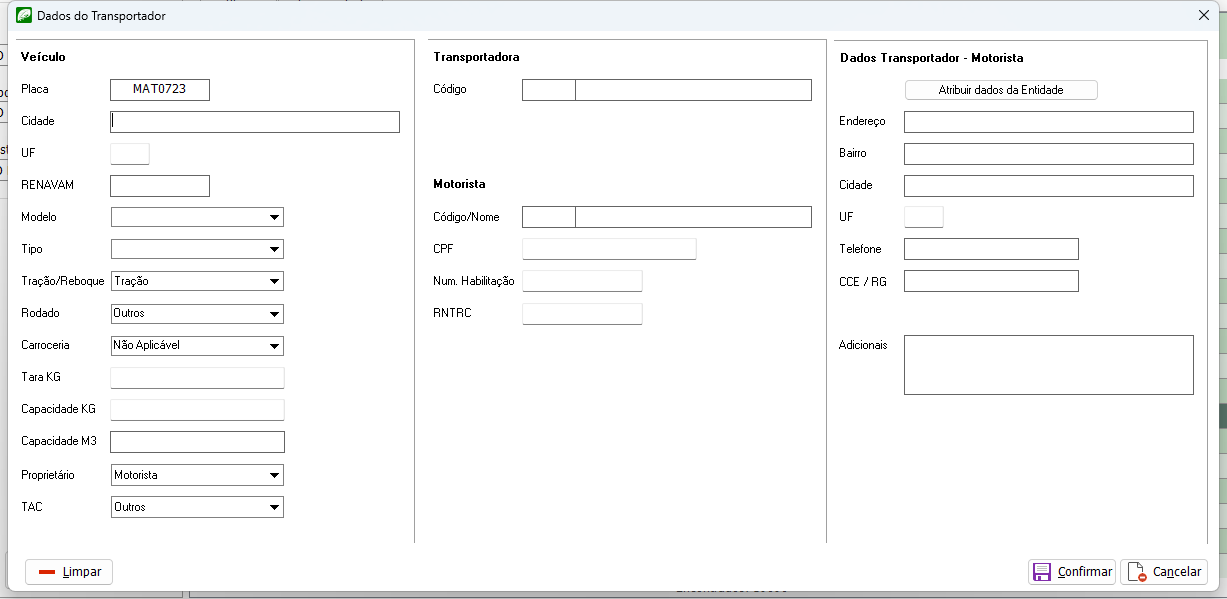 Dados do Transportador
Veículo
Placa MAT0723
Cidade
UF
RENAVAM
Modelo
Tipo
Tração/Reboque Tração
Rodado Outros
Carroceria Não Aplicável
Tara KG
Capacidade KG
Capacidade M3
Proprietário Motorista
TAC Outros
Transportadora
Código
Motorista
Código/Nome
CPF
Num. Habilitação
RNTRC
Dados Transportador - Motorista
Atribuir dados da Entidade
Endereço
Bairro
Cidade
UF
Telefone
CCE / RG
Adicionais
Limpar
Confirmar
Cancelar